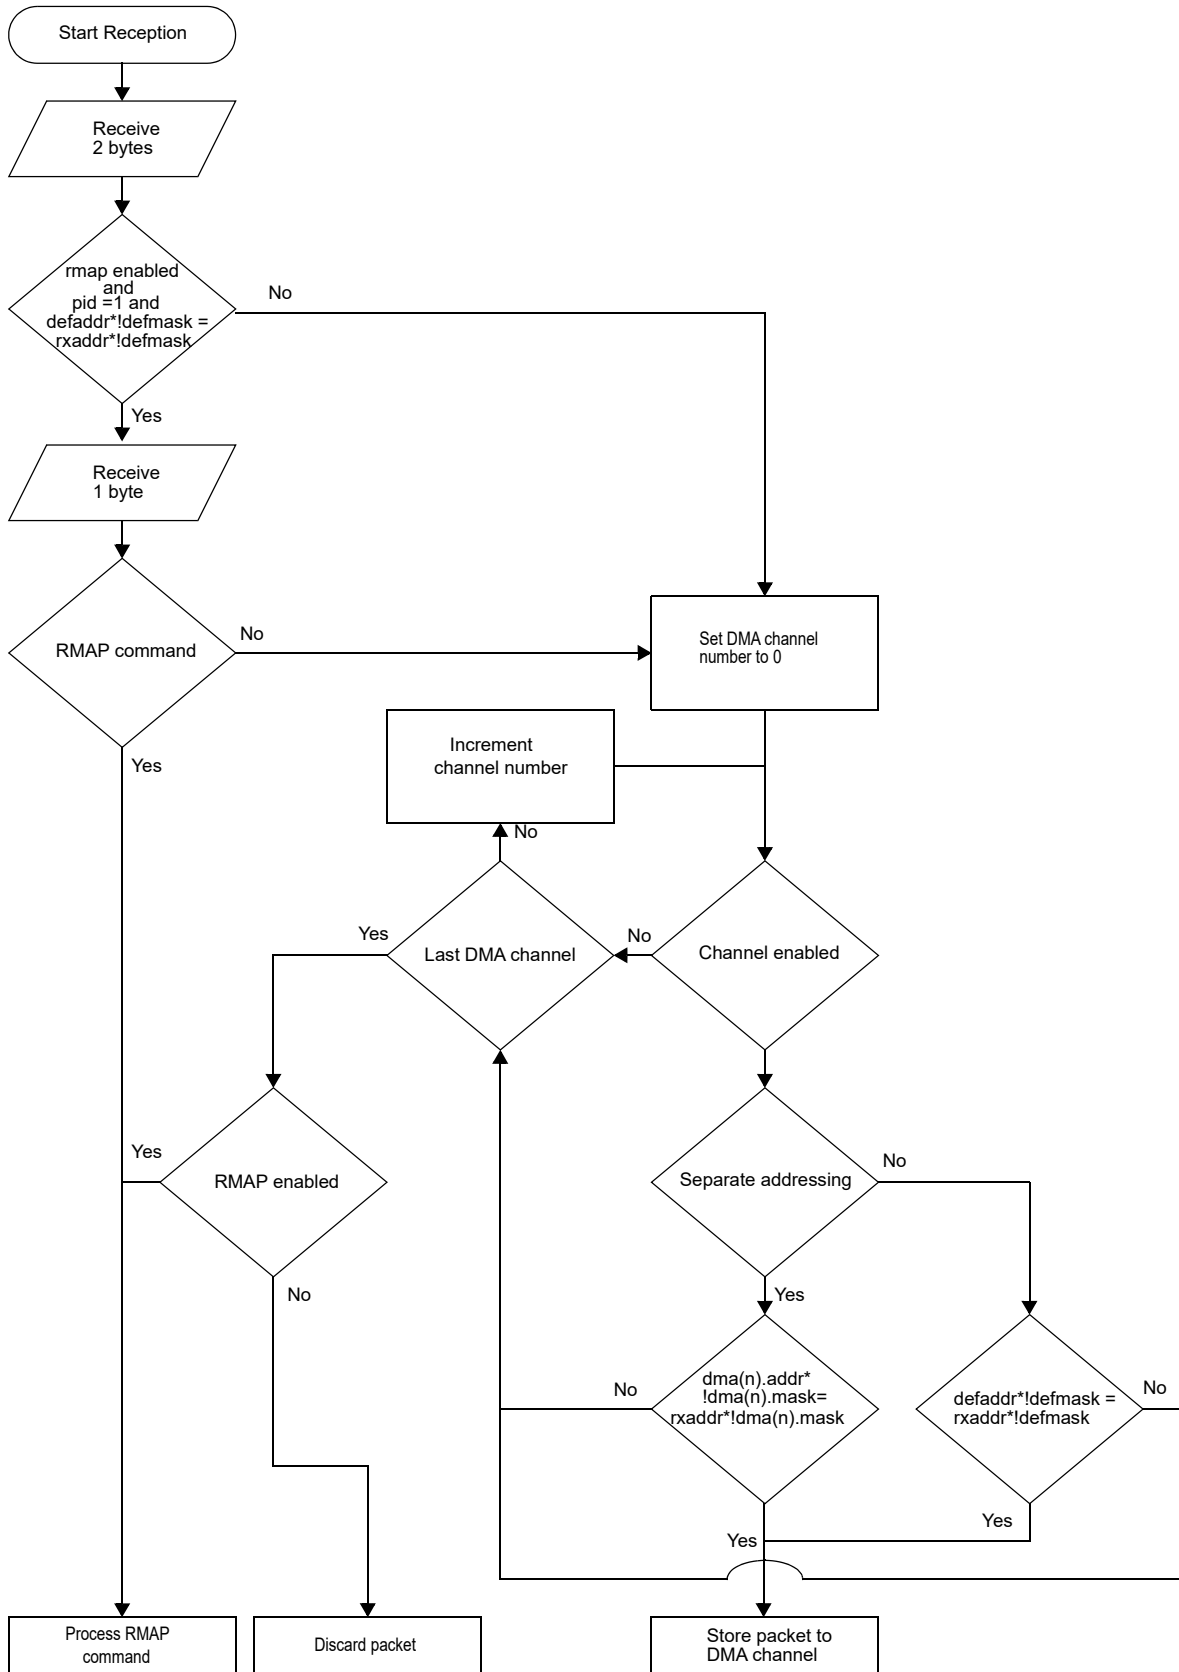 Start Reception
Receive
2 bytes
rmap enabled
and
pid =1 and
defaddr*!defmask =
rxaddr*!defmask
No
Yes
Receive
1 byte
RMAP command
No
Yes
Set DMA channel
number to 0
Increment
channel number
No
Last DMA channel
Yes
No
Channel enabled
Yes
RMAP enabled
No
Separate addressing
No
Yes
dma(n).addr*
!dma(n).mask=
rxaddr*!dma(n).mask
No
defaddr*!defmask =
rxaddr*!defmask
No
Yes
Yes
Process RMAP
command
Discard packet
Store packet to
DMA channel